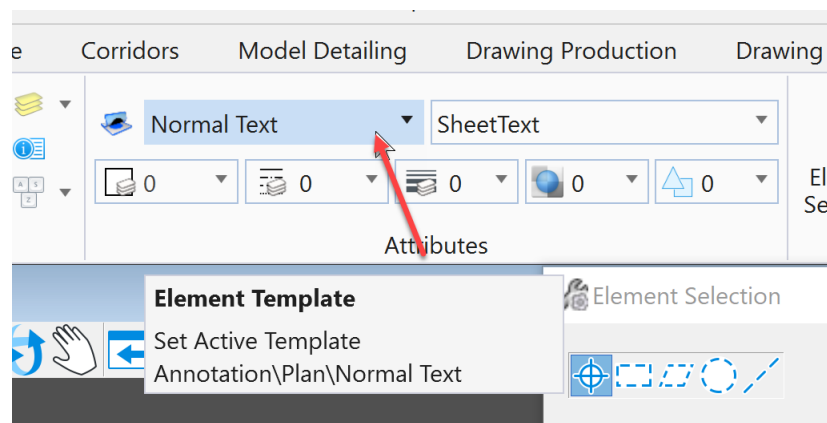 e Corridors Model Detailing Drawing Production Drawing
Normal Text SheetText
A S
Z
0 0 0 0 0
El
Se
Attributes
Element Template
Set Active Template
Annotation\Plan\Normal Text
Element Selection